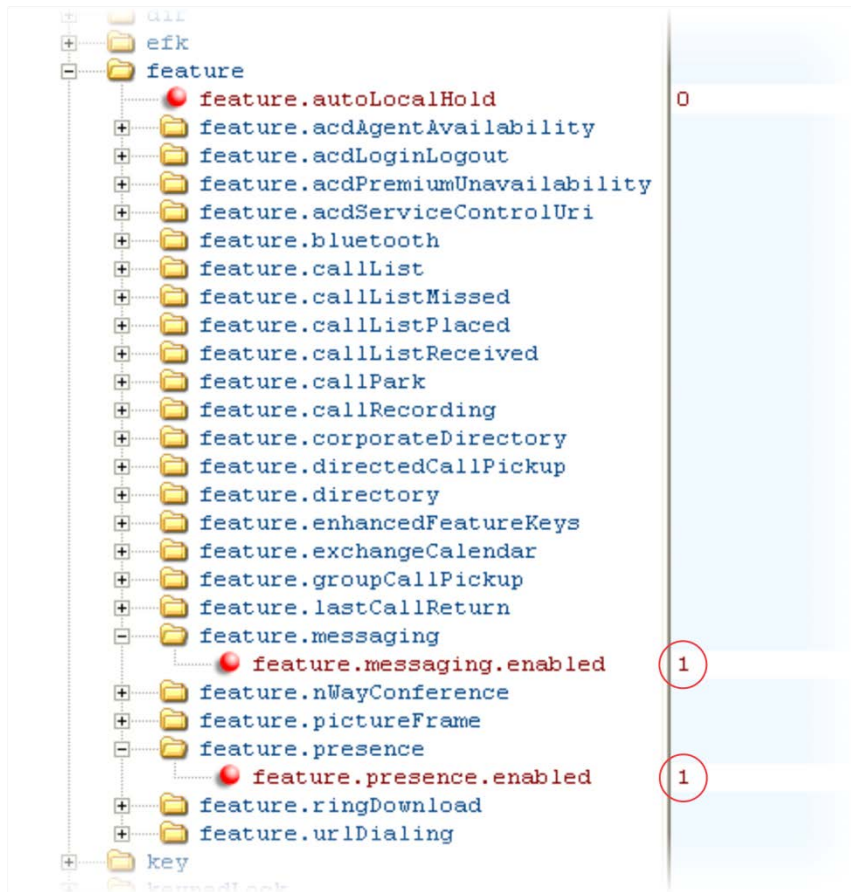 dir
efk
feature
feature.autoLocalHold 0
feature.acdAgentAvailability
feature.acdLoginLogout
feature.acdPremiumUnavailability
feature.acdServiceControlUri
feature.bluetooth
feature.callList
feature.callListMissed
feature.callListPlaced
feature.callListReceived
feature.callPark
feature.callRecording
feature.corporateDirectory
feature.directedCallPickup
feature.directory
feature.enhancedFeatureKeys
feature.exchangeCalendar
feature.groupCallPickup
feature.lastCallReturn
feature.messaging
feature.messaging.enabled 1
feature.nWayConference
feature.pictureFrame
feature.presence
feature.presence.enabled 1
feature.ringDownload
feature.urlDialing
key
keypadLock